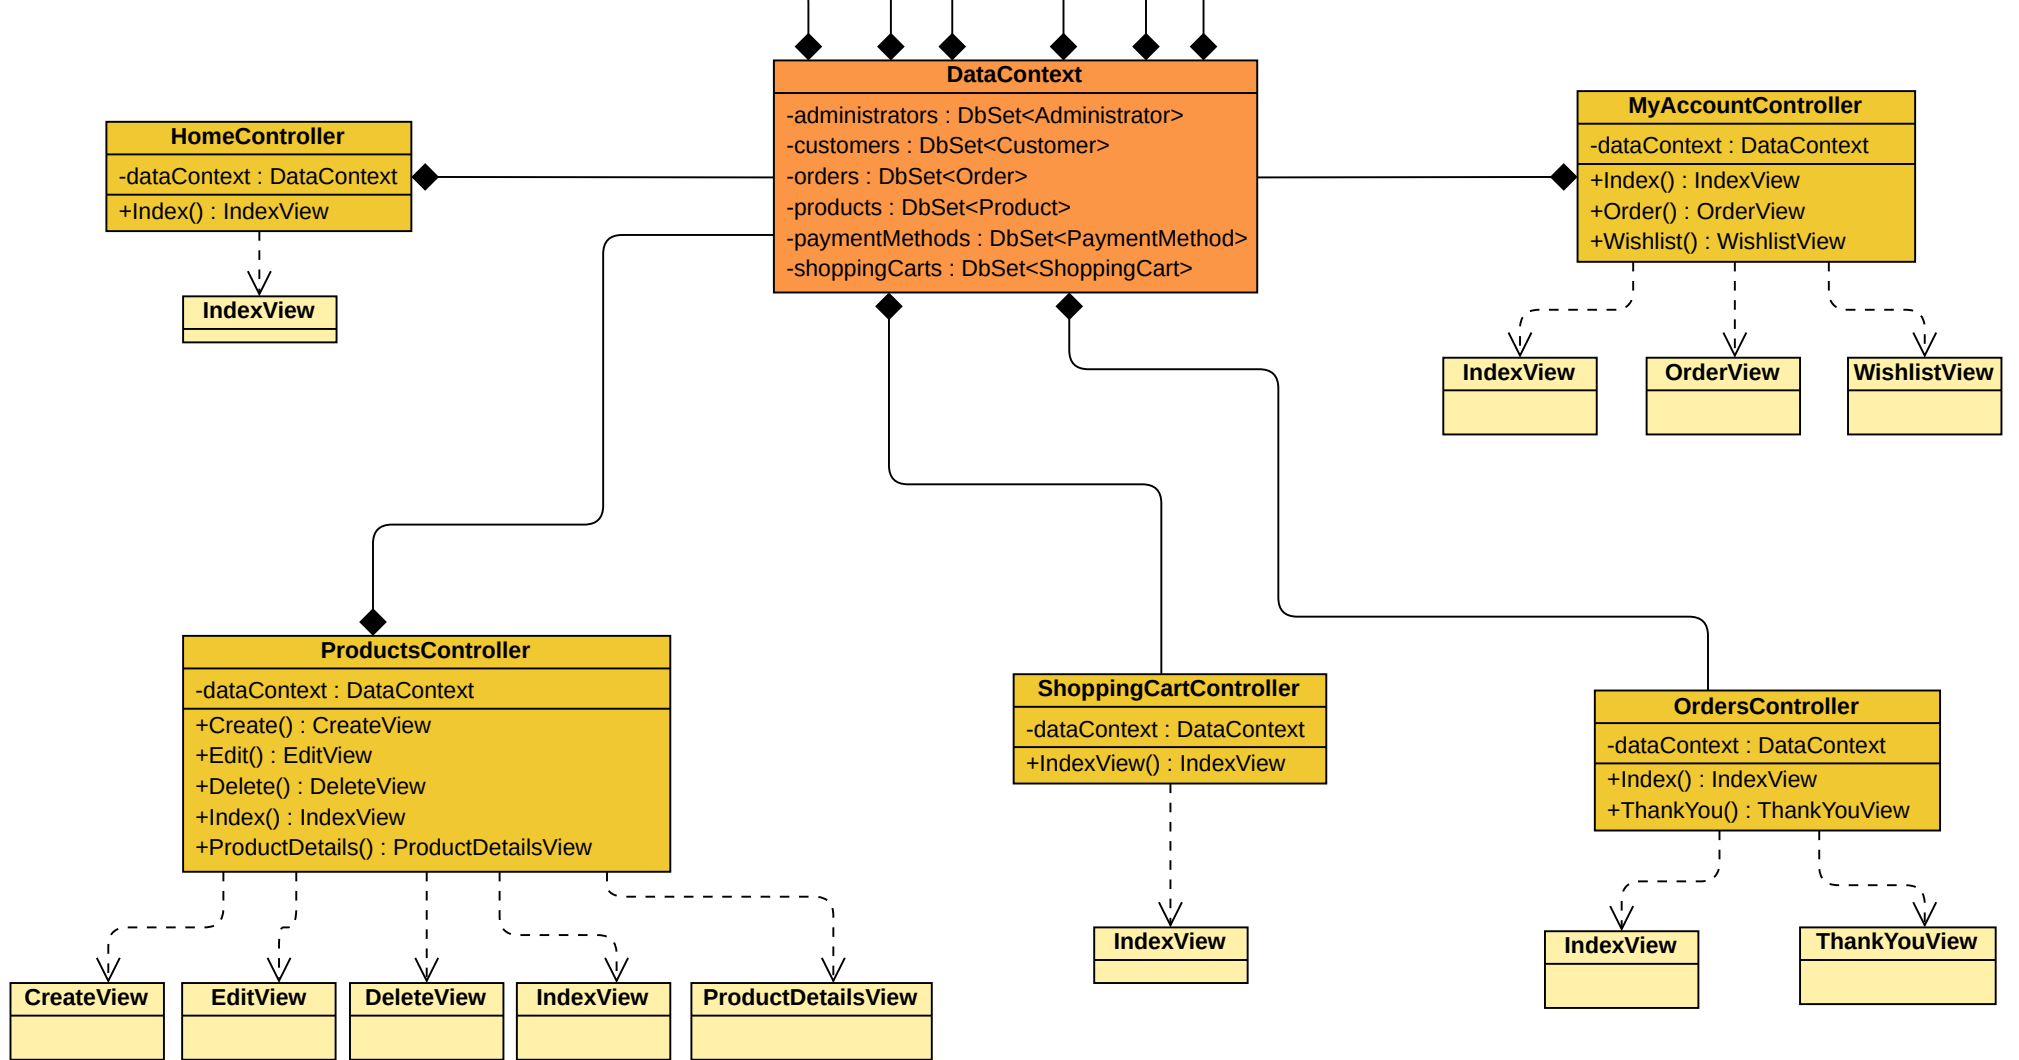 DataContext
-administrators : DbSet<Administrator>
-customers : DbSet<Customer>
-orders : DbSet<Order>
-products : DbSet<Product>
-paymentMethods : DbSet<PaymentMethod>
-shoppingCarts : DbSet<ShoppingCart>
HomeController
-dataContext : DataContext
+Index() : IndexView
IndexView
MyAccountController
-dataContext : DataContext
+Index() : IndexView
+Order() : OrderView
+Wishlist() : WishlistView
IndexView
OrderView
WishlistView
ProductsController
-dataContext : DataContext
+Create() : CreateView
+Edit() : EditView
+Delete() : DeleteView
+Index() : IndexView
+ProductDetails() : ProductDetailsView
CreateView
EditView
DeleteView
IndexView
ProductDetailsView
ShoppingCartController
-dataContext : DataContext
+IndexView() : IndexView
IndexView
OrdersController
-dataContext : DataContext
+Index() : IndexView
+ThankYou() : ThankYouView
IndexView
ThankYouView